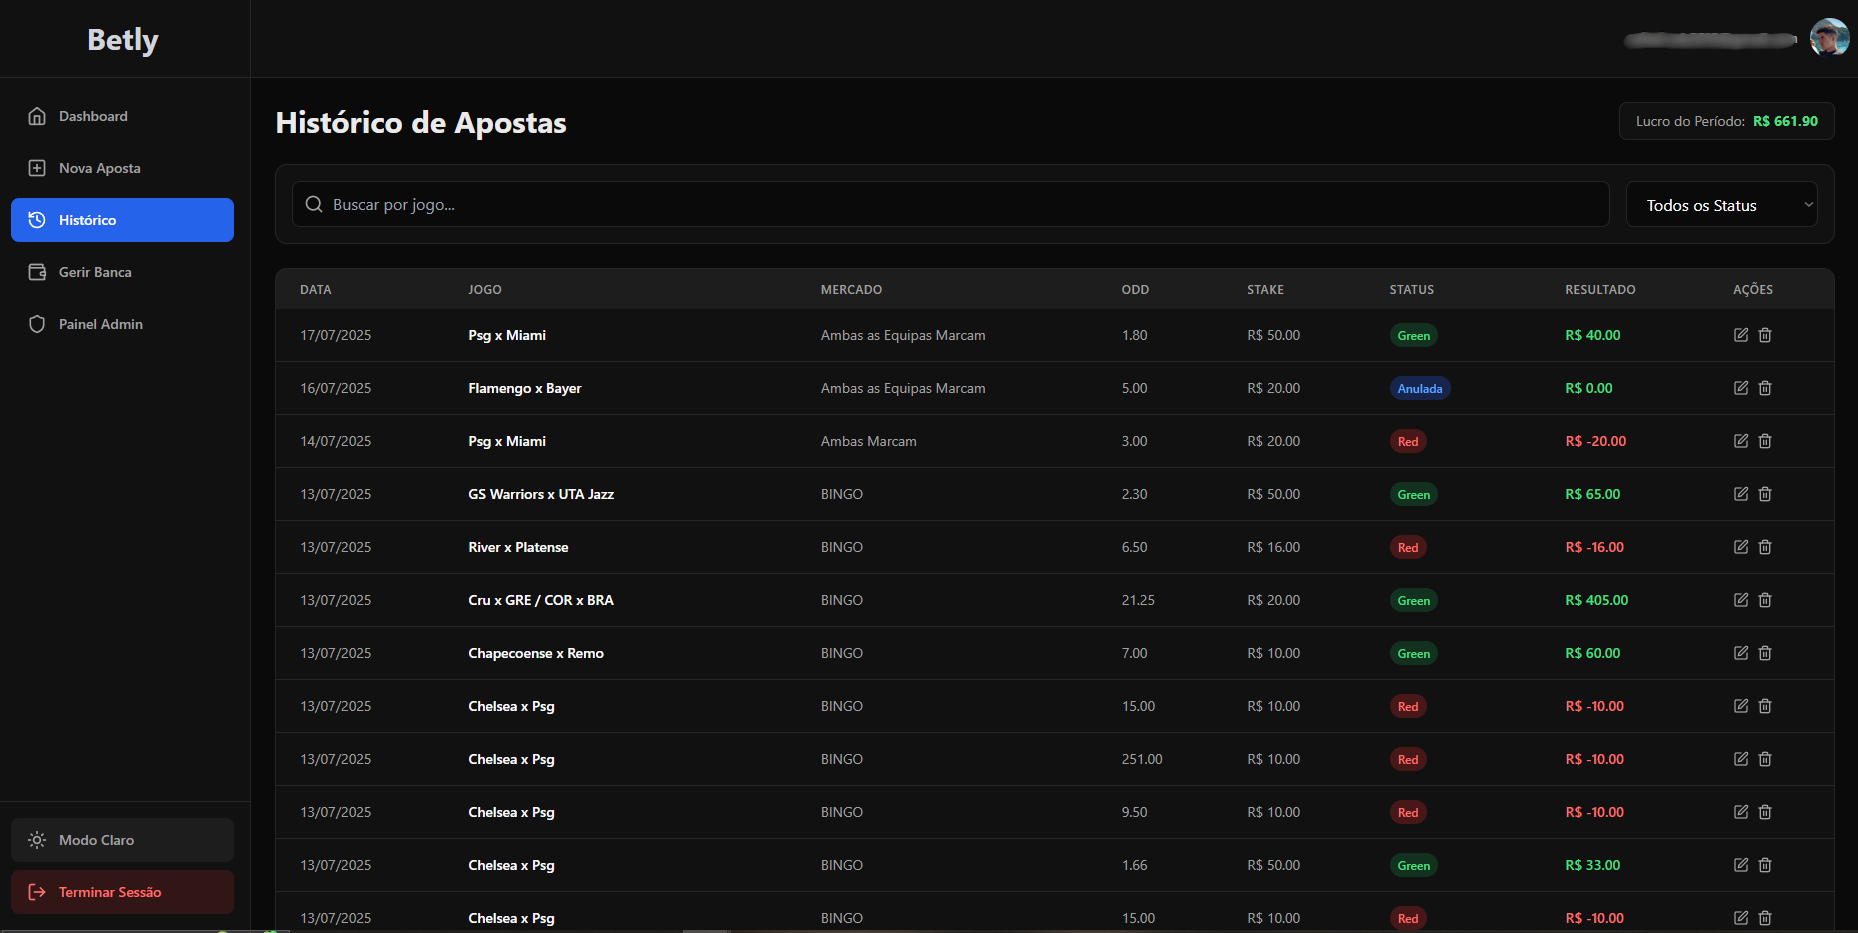 Betly
Dashboard
Nova Aposta
Histórico
Gerir Banca
Painel Admin
Modo Claro
Terminar Sessão
Histórico de Apostas
Lucro do Período: R$ 661.90
Buscar por jogo...
Todos os Status
DATA JOGO MERCADO ODD STAKE STATUS RESULTADO AÇÕES
17/07/2025 Psg x Miami Ambas as Equipas Marcam 1.80 R$ 50.00 Green R$ 40.00
16/07/2025 Flamengo x Bayer Ambas as Equipas Marcam 5.00 R$ 20.00 Anulada R$ 0.00
14/07/2025 Psg x Miami Ambas Marcam 3.00 R$ 20.00 Red R$ -20.00
13/07/2025 GS Warriors x UTA Jazz BINGO 2.30 R$ 50.00 Green R$ 65.00
13/07/2025 River x Platense BINGO 6.50 R$ 16.00 Red R$ -16.00
13/07/2025 Cru x GRE / COR x BRA BINGO 21.25 R$ 20.00 Green R$ 405.00
13/07/2025 Chapecoense x Remo BINGO 7.00 R$ 10.00 Green R$ 60.00
13/07/2025 Chelsea x Psg BINGO 15.00 R$ 10.00 Red R$ -10.00
13/07/2025 Chelsea x Psg BINGO 251.00 R$ 10.00 Red R$ -10.00
13/07/2025 Chelsea x Psg BINGO 9.50 R$ 10.00 Red R$ -10.00
13/07/2025 Chelsea x Psg BINGO 1.66 R$ 50.00 Green R$ 33.00
13/07/2025 Chelsea x Psg BINGO 15.00 R$ 10.00 Red R$ -10.00